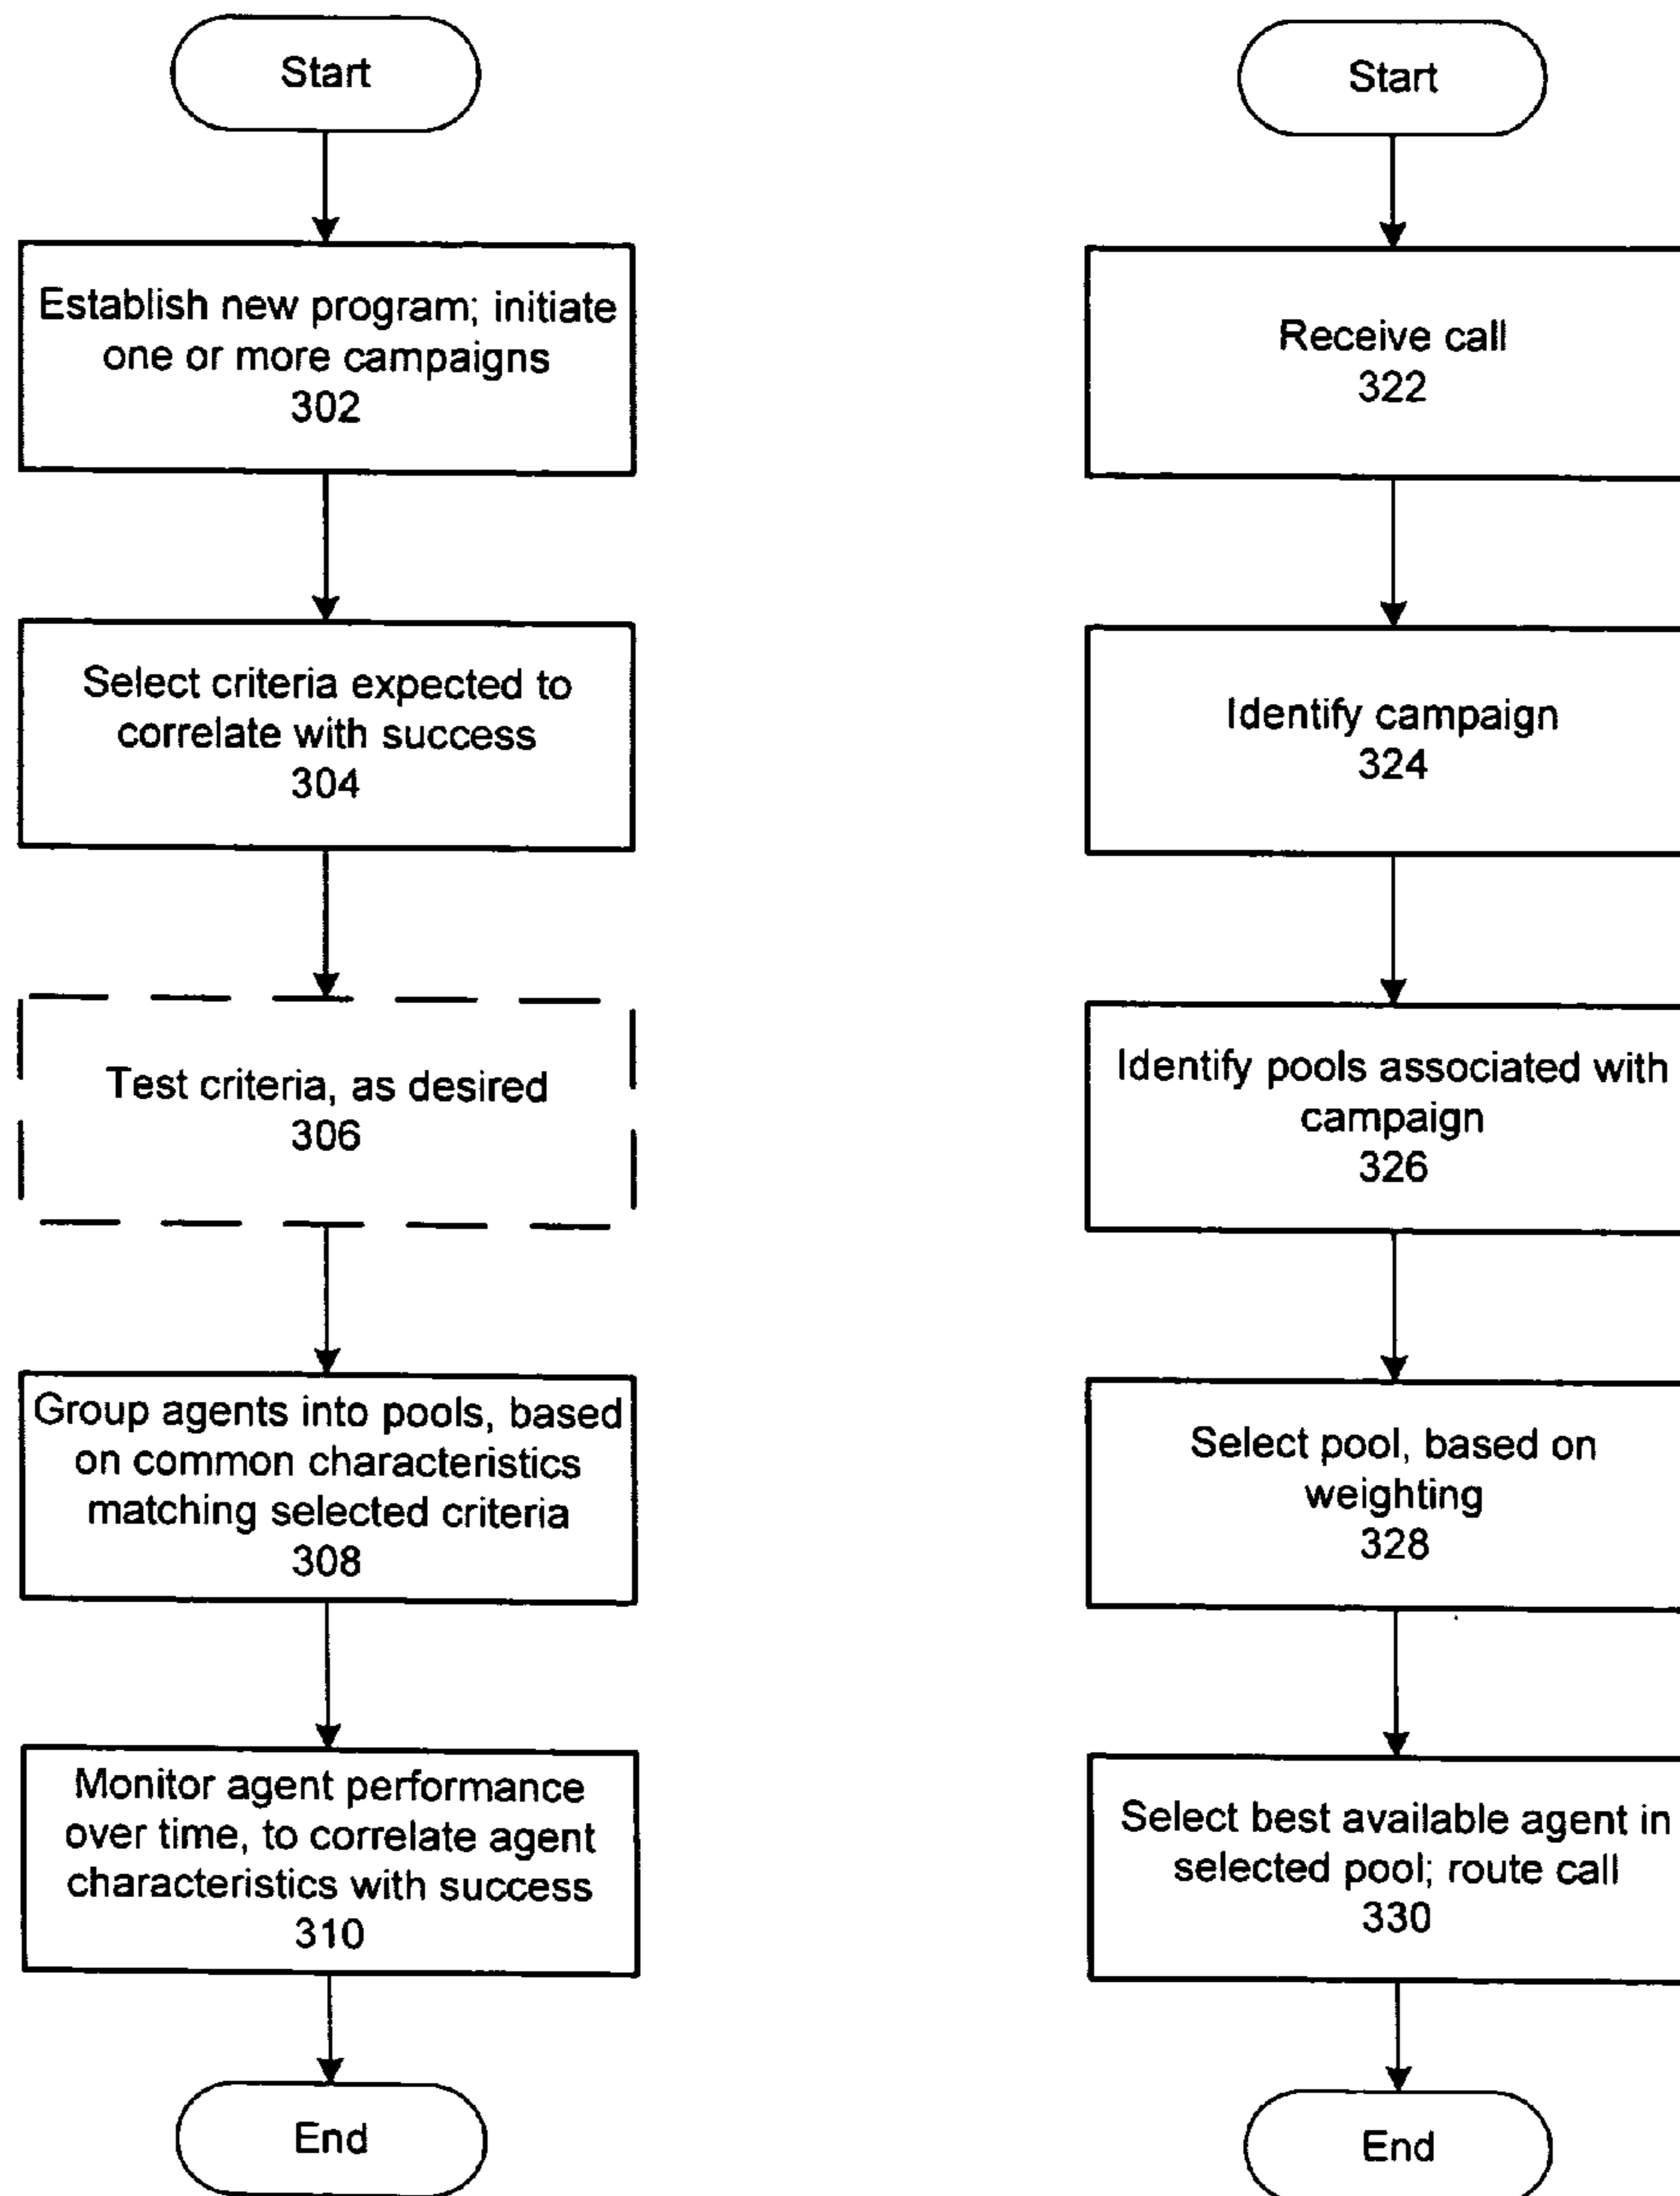 Start
Establish new program; initiate
one or more campaigns
302
Select criteria expected to
correlate with success
304
Test criteria, as desired
306
Group agents into pools, based
on common characteristics
matching selected criteria
308
Monitor agent performance
over time, to correlate agent
characteristics with success
310
End
Start
Receive call
322
Identify campaign
324
Identify pools associated with
campaign
326
Select pool, based on
weighting
328
Select best available agent in
selected pool; route call
330
End